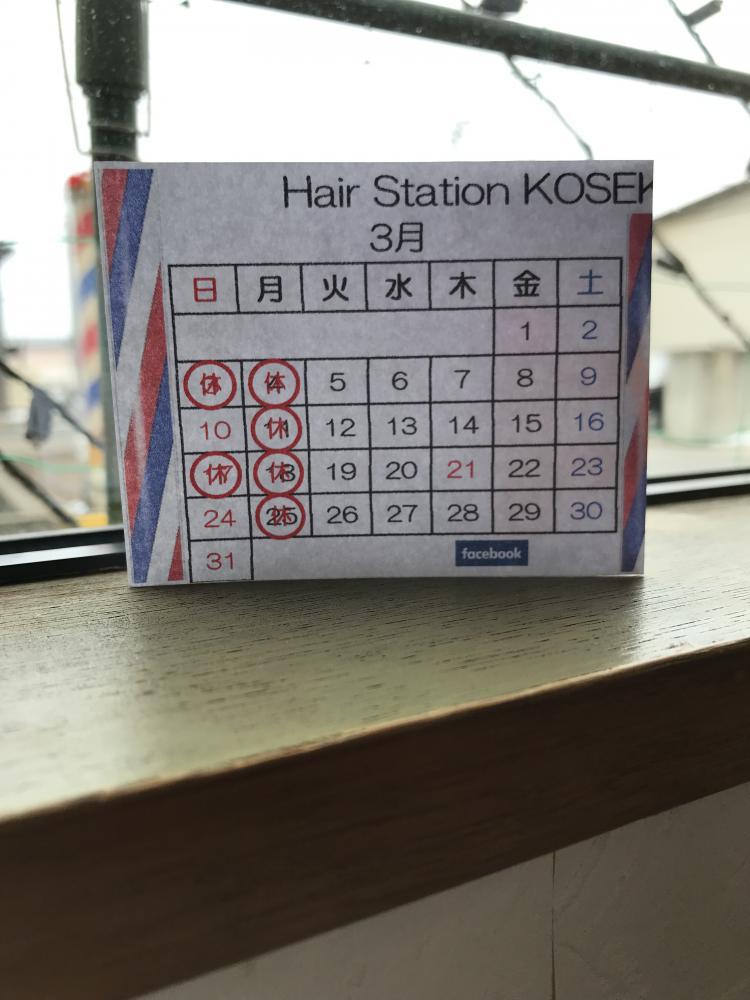 Hair Station KOSEK
3月
日 月 火 水 木 金 土
1 2
休 休 5 6 7 8 9
10 休 12 13 14 15 16
休 休 19 20 21 22 23
24 休 26 27 28 29 30
31
facebook